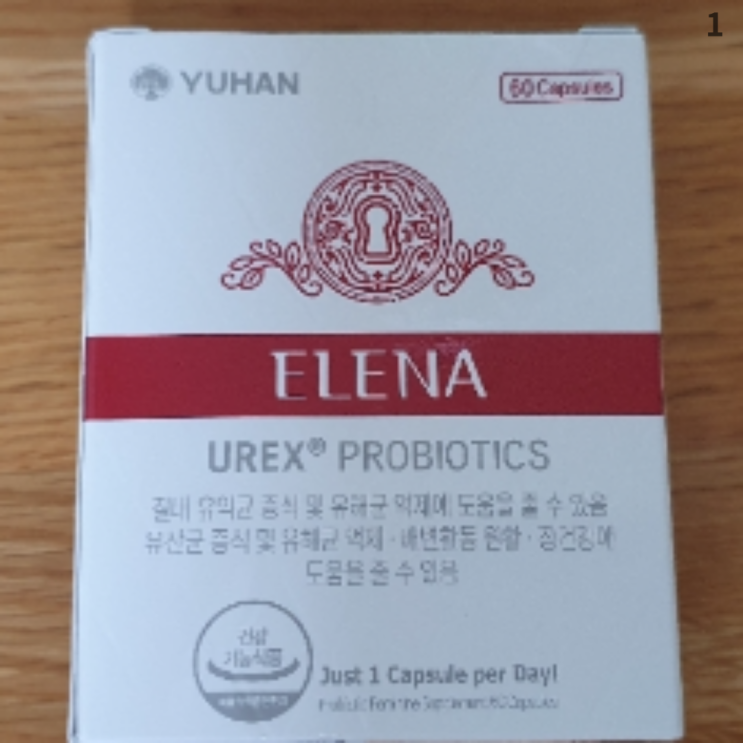 1
YUHAN
60 Capsules
ELENA
UREX® PROBIOTICS
질내 유익균 증식 및 유해균 억제에 도움을 줄 수 있음
유산균 증식 및 유해균 억제 · 배변활동 원활 · 장건강에
도움을 줄 수 있음
건강
기능식품
Just 1 Capsule per Day!